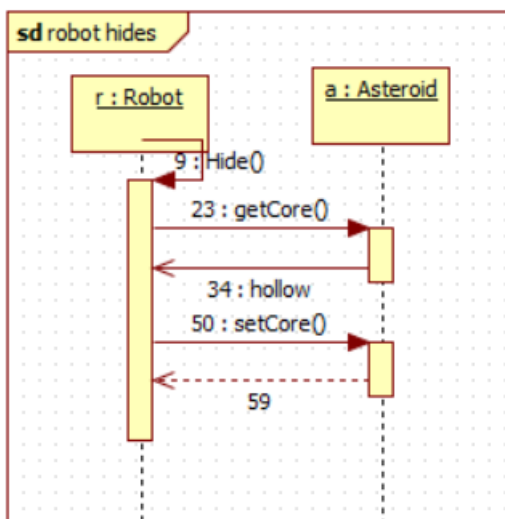 sd robot hides
r : Robot
a : Asteroid
9 : Hide()
23 : getCore()
34 : hollow
50 : setCore()
59